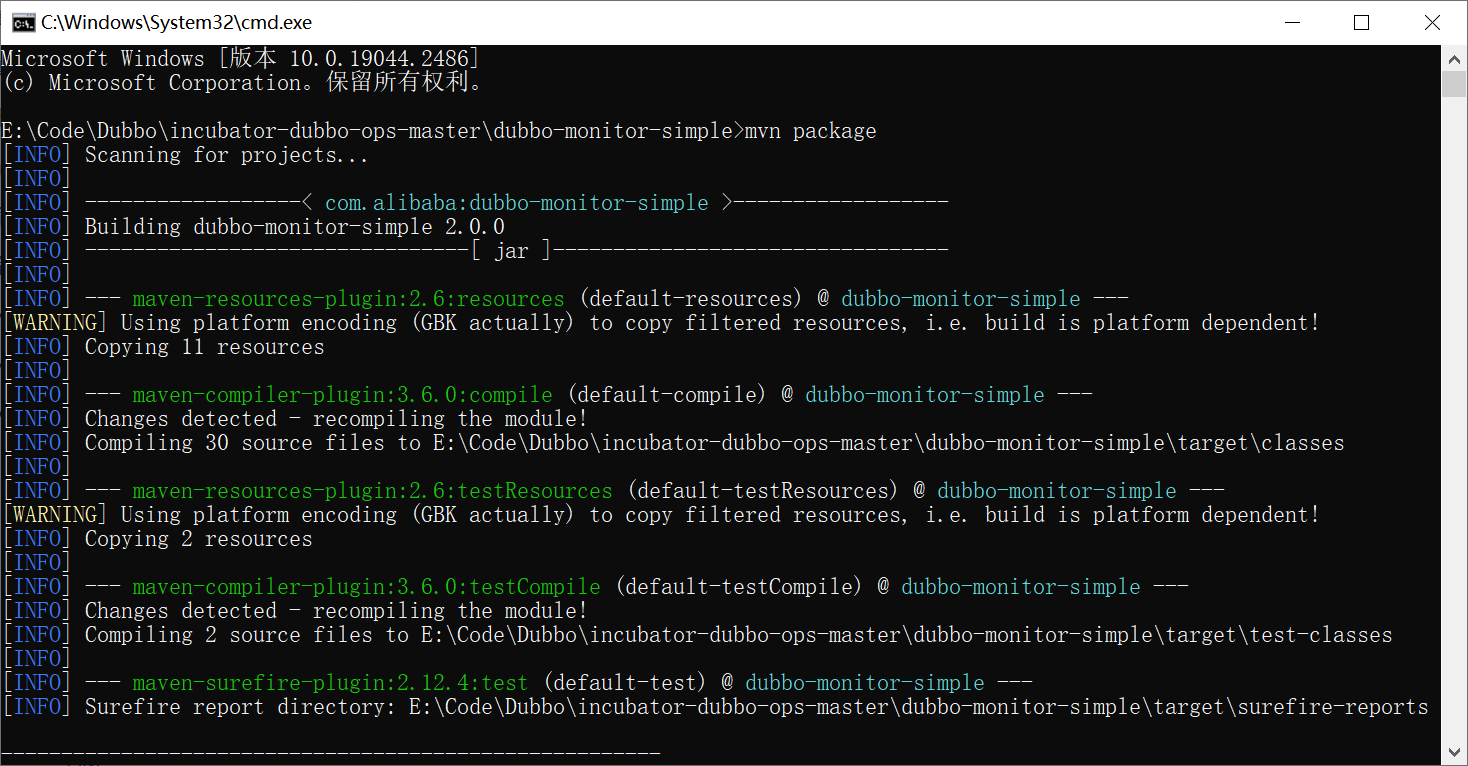 C:\Windows\System32\cmd.exe
Microsoft Windows [版本 10.0.19044.2486]
(c) Microsoft Corporation。保留所有权利。
E:\Code\Dubbo\incubator-dubbo-ops-master\dubbo-monitor-simple>mvn package
[INFO] Scanning for projects...
[INFO]
[INFO] ------------------< com.alibaba:dubbo-monitor-simple >------------------
[INFO] Building dubbo-monitor-simple 2.0.0
[INFO] --------------------------------[ jar ]---------------------------------
[INFO]
[INFO] --- maven-resources-plugin:2.6:resources (default-resources) @ dubbo-monitor-simple ---
[WARNING] Using platform encoding (GBK actually) to copy filtered resources, i.e. build is platform dependent!
[INFO] Copying 11 resources
[INFO]
[INFO] --- maven-compiler-plugin:3.6.0:compile (default-compile) @ dubbo-monitor-simple ---
[INFO] Changes detected - recompiling the module!
[INFO] Compiling 30 source files to E:\Code\Dubbo\incubator-dubbo-ops-master\dubbo-monitor-simple\target\classes
[INFO]
[INFO] --- maven-resources-plugin:2.6:testResources (default-testResources) @ dubbo-monitor-simple ---
[WARNING] Using platform encoding (GBK actually) to copy filtered resources, i.e. build is platform dependent!
[INFO] Copying 2 resources
[INFO]
[INFO] --- maven-compiler-plugin:3.6.0:testCompile (default-testCompile) @ dubbo-monitor-simple ---
[INFO] Changes detected - recompiling the module!
[INFO] Compiling 2 source files to E:\Code\Dubbo\incubator-dubbo-ops-master\dubbo-monitor-simple\target\test-classes
[INFO]
[INFO] --- maven-surefire-plugin:2.12.4:test (default-test) @ dubbo-monitor-simple ---
[INFO] Surefire report directory: E:\Code\Dubbo\incubator-dubbo-ops-master\dubbo-monitor-simple\target\surefire-reports
-------------------------------------------------------